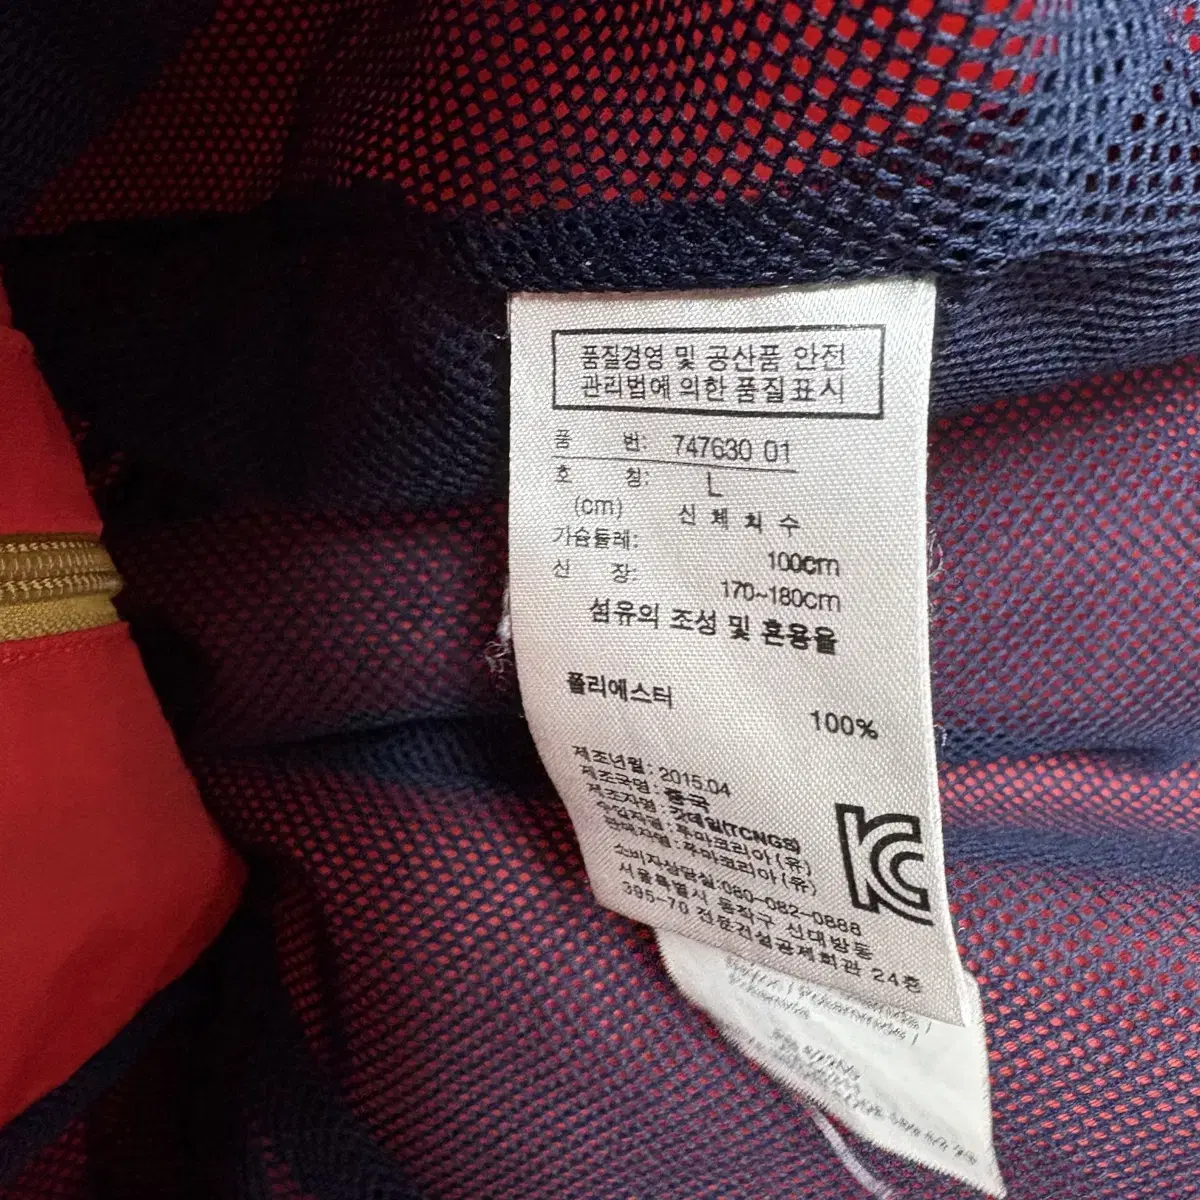 품질경영 및 공산품 안전
관리법에 의한 품질표시
품 번: 747630 01
호 칭: L
(cm) 신 체 치 수
가슴둘레: 100cm
신 장: 170~180cm
섬유의 조성 및 혼용율
폴리에스터
100%
제조년월: 2015.04
제조국명: 중국
제조자명: 캇데일(TCNGS)
수입자명: 푸마코리아(유)
판매자명: 푸마코리아(유)
소비자상담실:080-082-0888
서울특별시 동작구 신대방동
395-70 전문건설공제회관 24층
KC